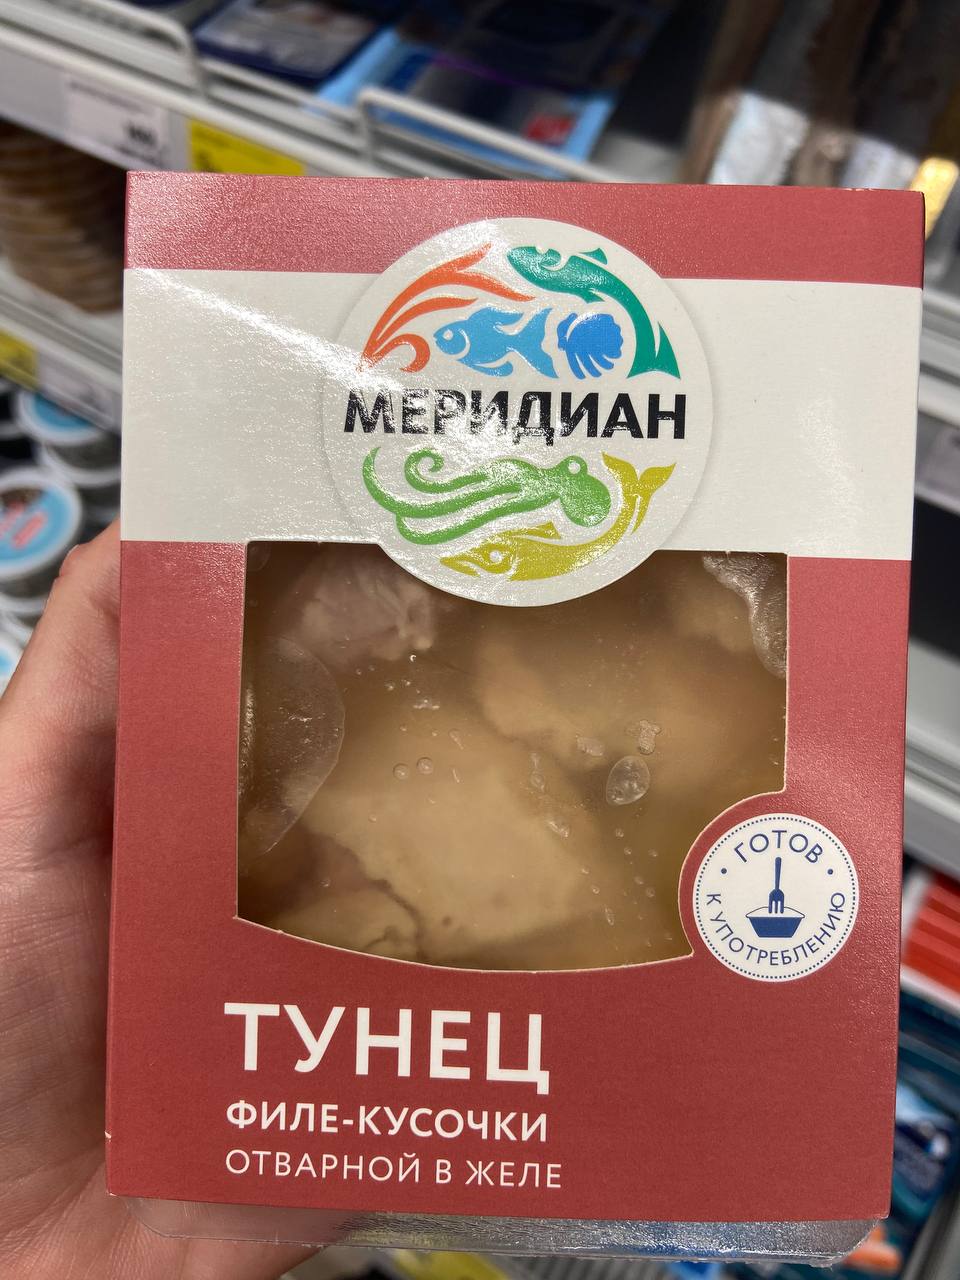 МЕРИДИАН
ГОТОВ
К УПОТРЕБЛЕНИЮ
ТУНЕЦ
ФИЛЕ-КУСОЧКИ
ОТВАРНОЙ В ЖЕЛЕ